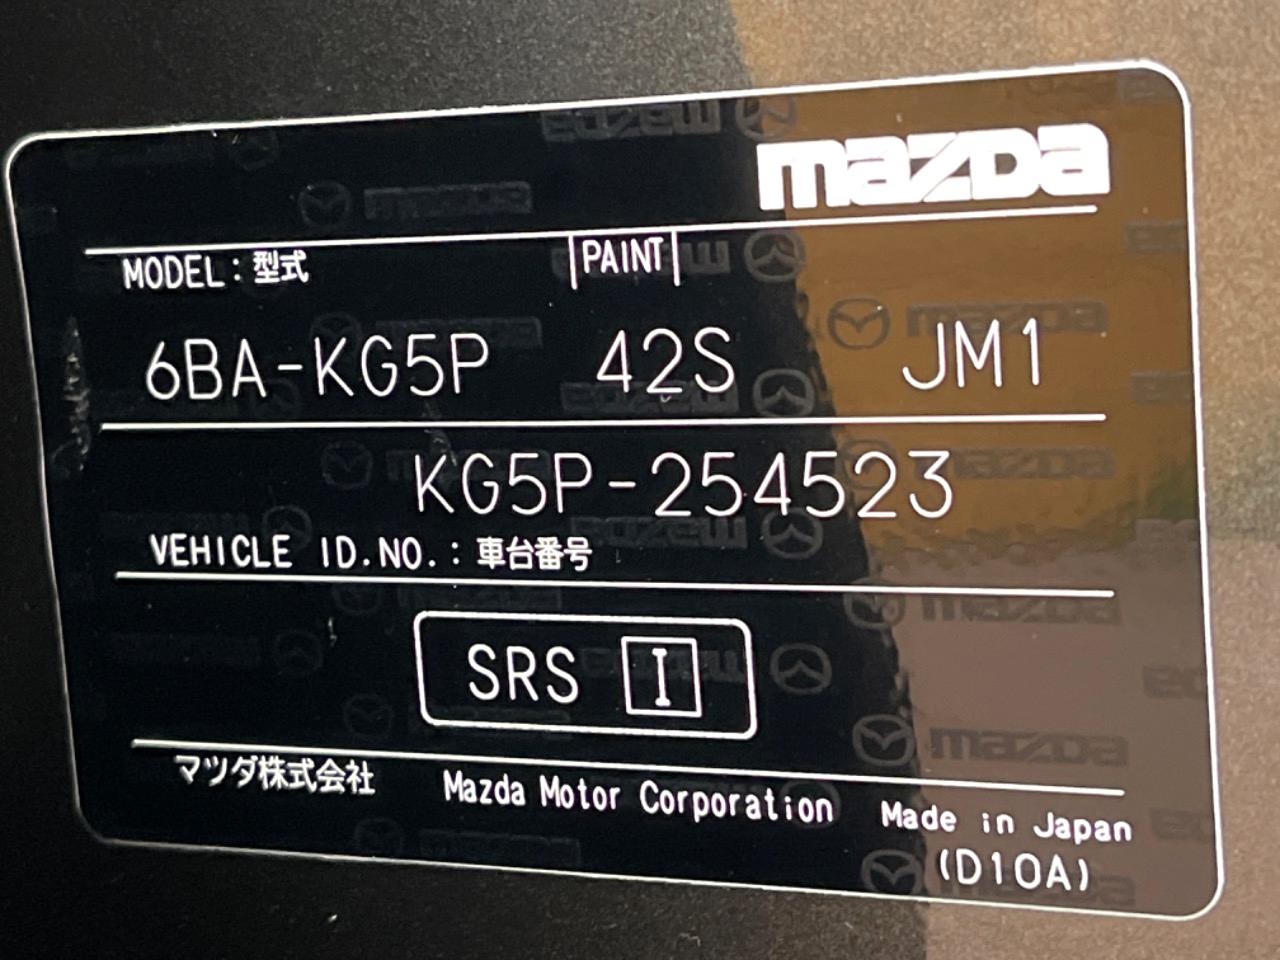 mazda
MODEL：型式 PAINT
6BA-KG5P 42S JM1
KG5P-254523
VEHICLE ID.NO.：車台番号
SRS I
マツダ株式会社 Mazda Motor Corporation Made in Japan
(D10A)